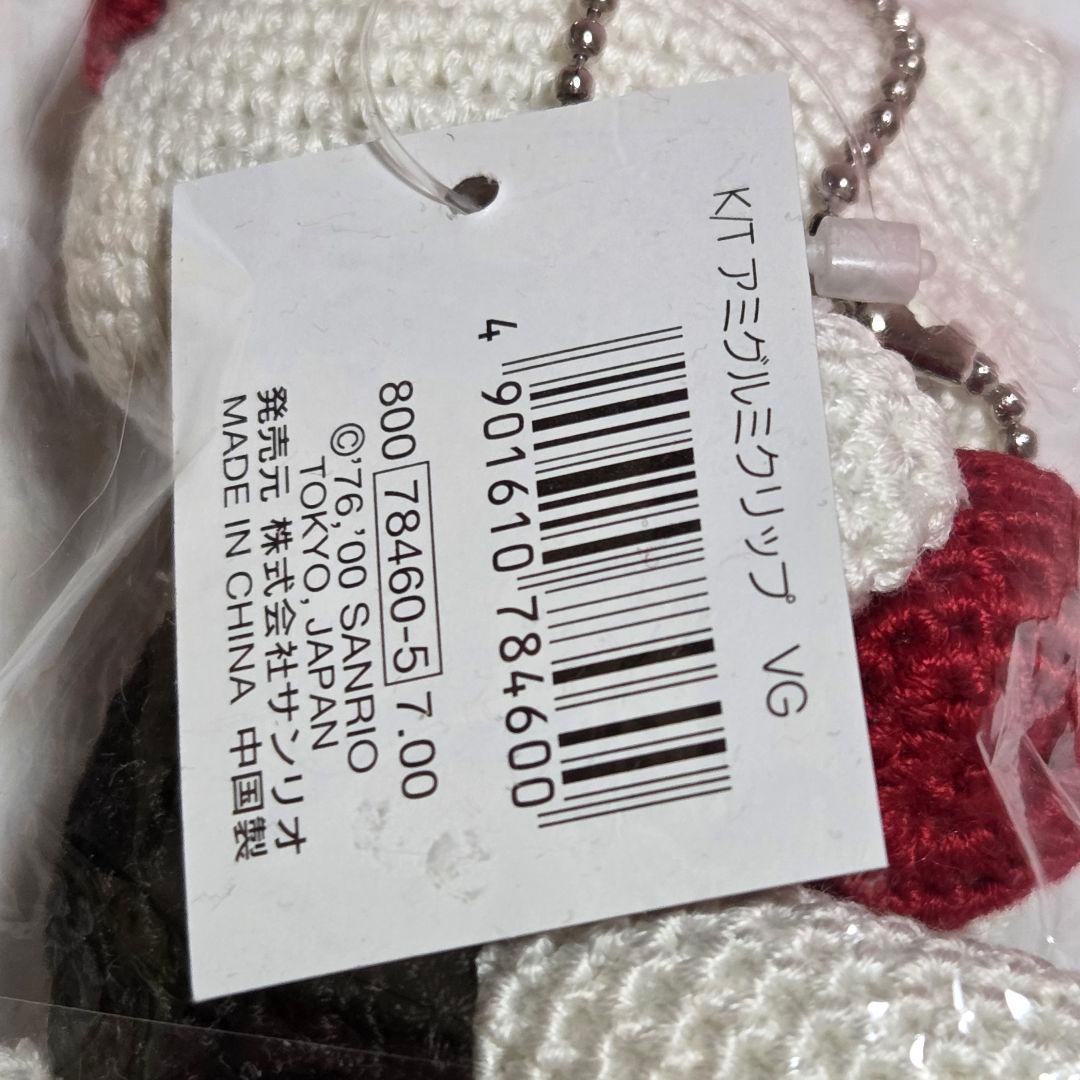 K/T アミグルミクリップ VG
4 901610 784600
800 78460-5 7.00
©'76,'00 SANRIO
TOKYO, JAPAN
発売元 株式会社サンリオ
MADE IN CHINA 中国製